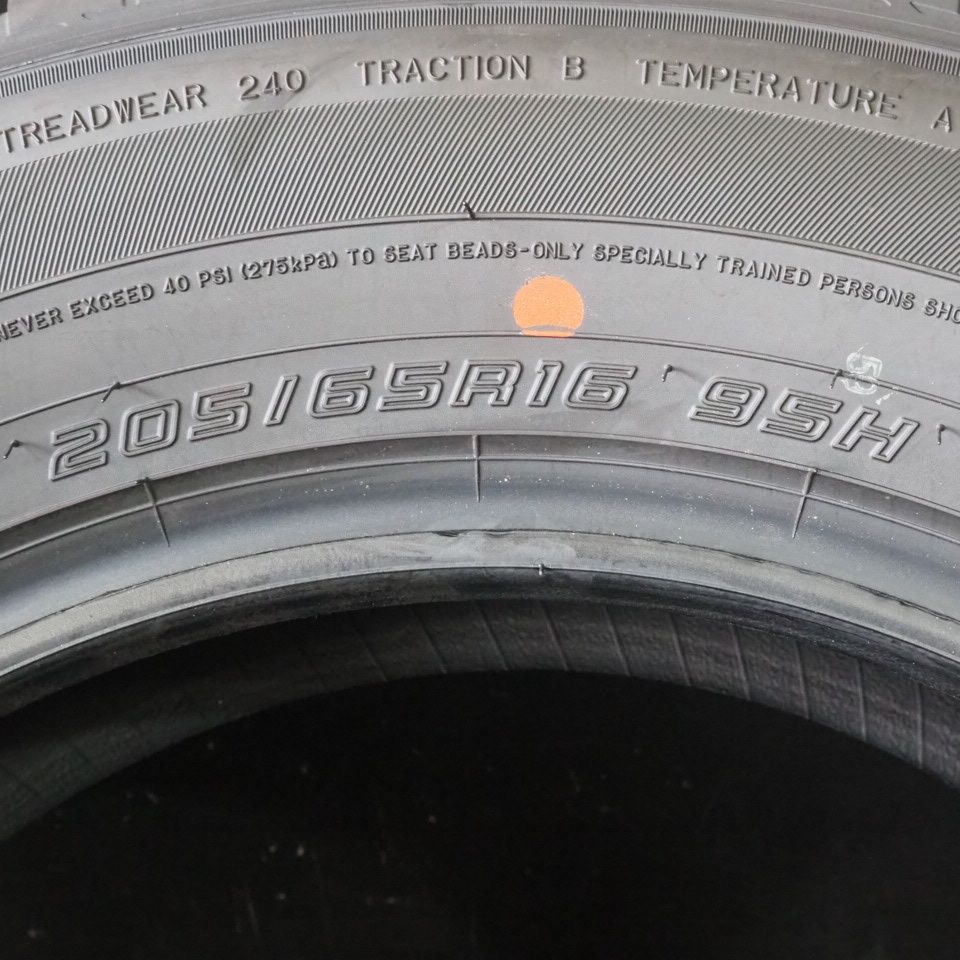 TREADWEAR 240 TRACTION B TEMPERATURE A
NEVER EXCEED 40 PSI (275kPa) TO SEAT BEADS-ONLY SPECIALLY TRAINED PERSONS
205/65R16 95H
S